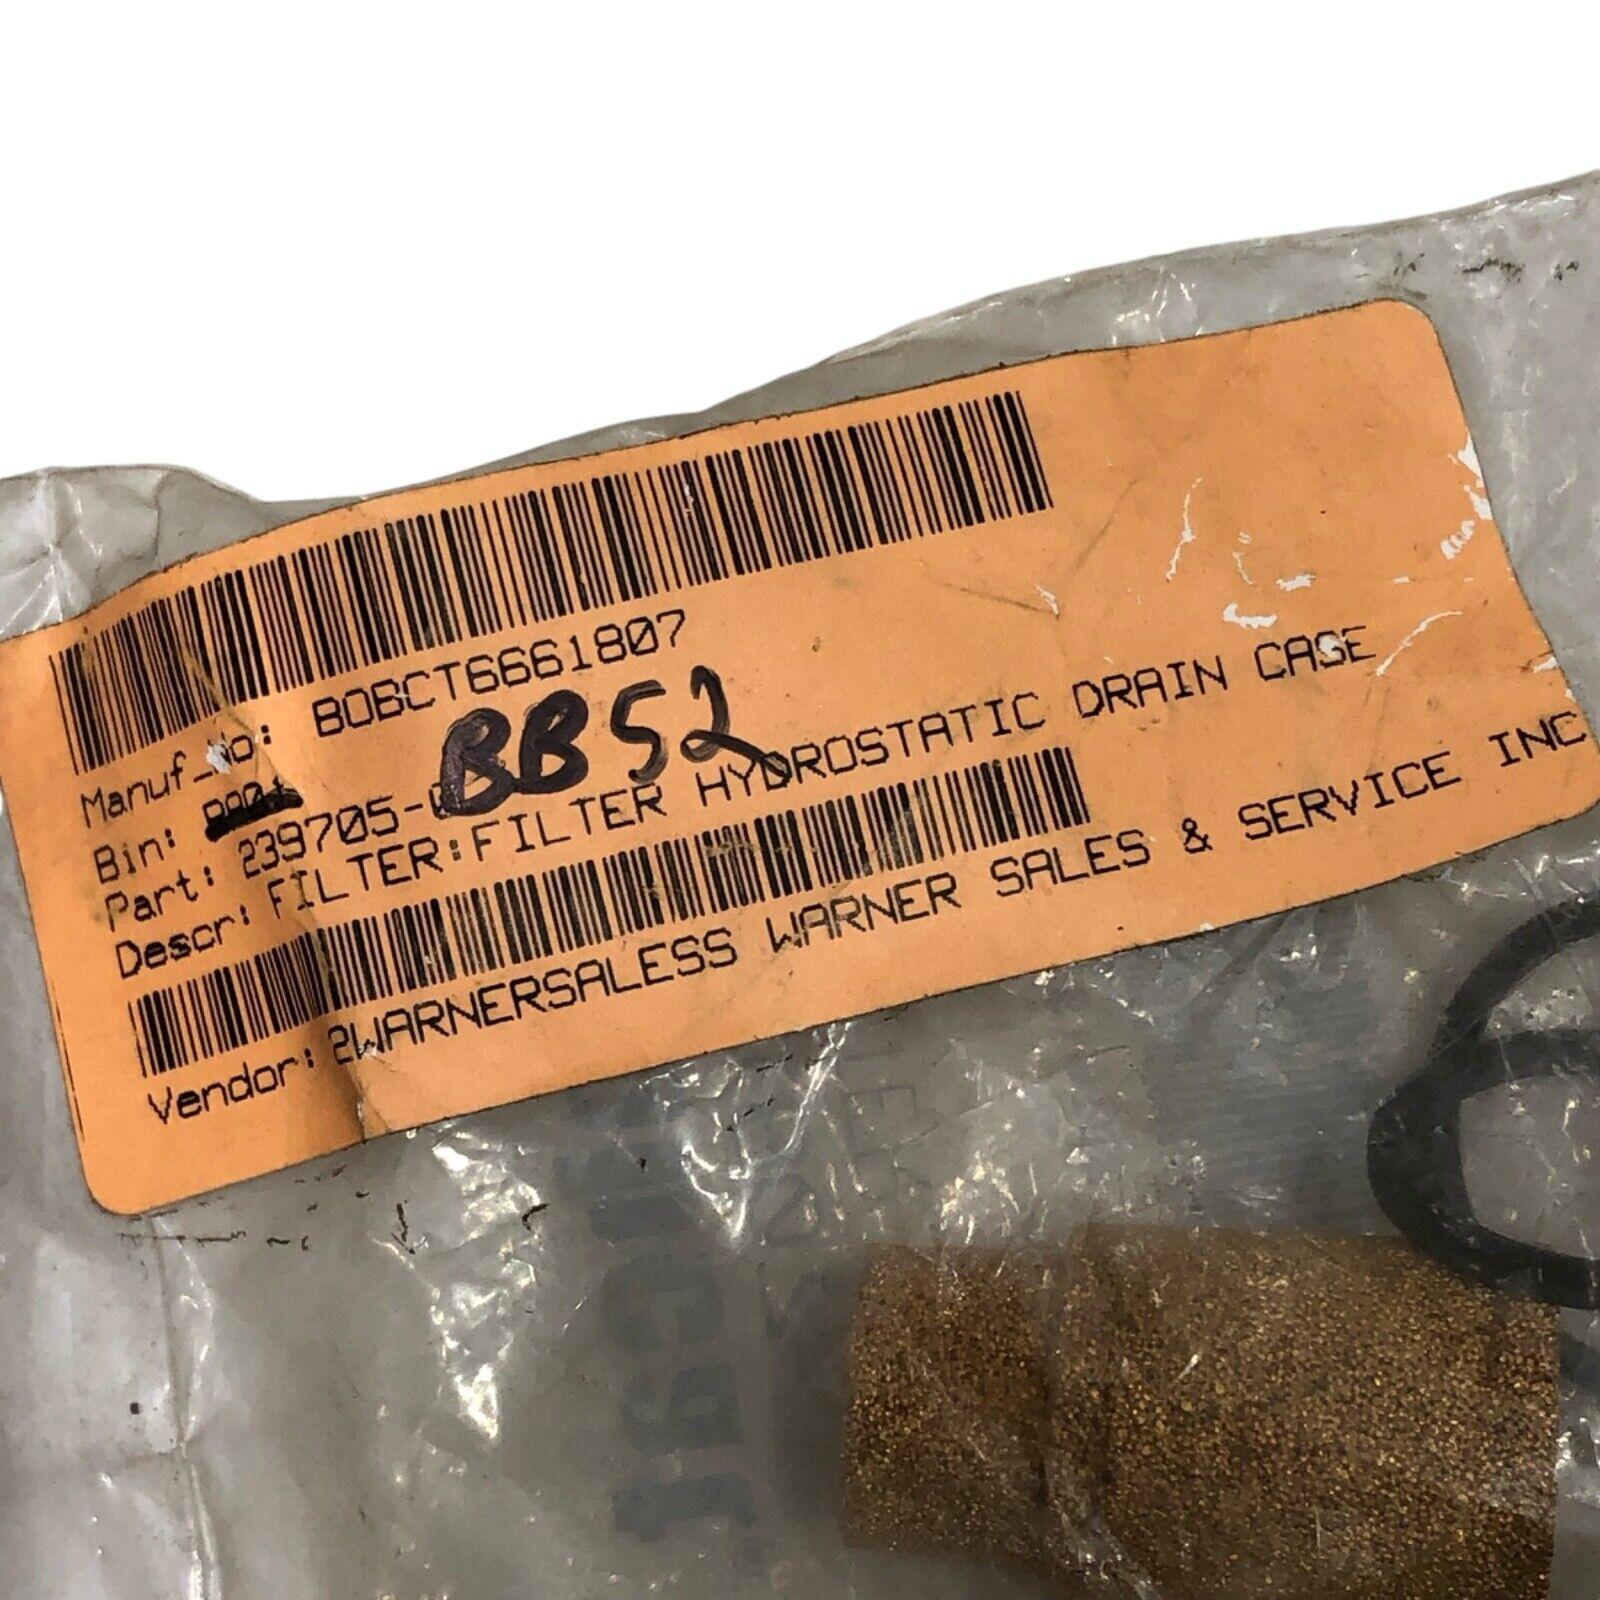 Manuf_No: BOBCT6661807
Bin: BB52
Part: 239705-
Descr: FILTER:FILTER HYDROSTATIC DRAIN CASE
Vendor: 2WARNERSALESS WARNER SALES & SERVICE INC